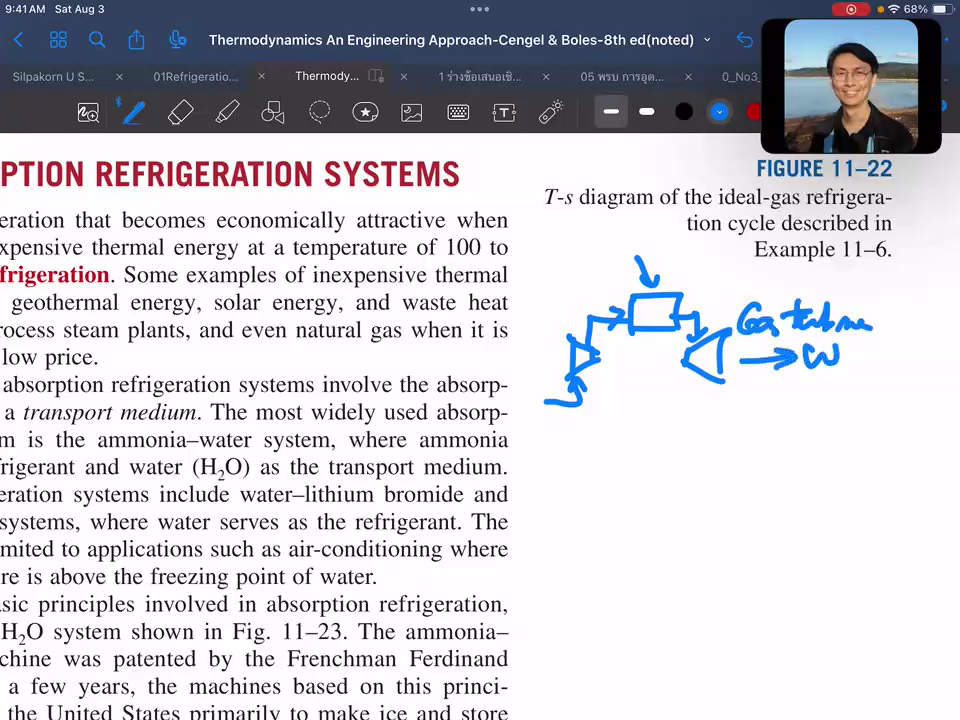 9:41 AM Sat Aug 3
68%
Thermodynamics An Engineering Approach-Cengel & Boles-8th ed(noted)
Silpakorn U S...
01Refrigeratio...
Thermody...
1 ร่างข้อเสนอเชิ...
05 พรบ การอุด...
0_No3_
FIGURE 11–22
T-s diagram of the ideal-gas refrigera-
tion cycle described in
Example 11–6.
PTION REFRIGERATION SYSTEMS
eration that becomes economically attractive when
xpensive thermal energy at a temperature of 100 to
frigeration. Some examples of inexpensive thermal
geothermal energy, solar energy, and waste heat
rocess steam plants, and even natural gas when it is
low price.
absorption refrigeration systems involve the absorp-
a transport medium. The most widely used absorp-
m is the ammonia–water system, where ammonia
frigerant and water (H₂O) as the transport medium.
eration systems include water–lithium bromide and
systems, where water serves as the refrigerant. The
mited to applications such as air-conditioning where
re is above the freezing point of water.
asic principles involved in absorption refrigeration,
H₂O system shown in Fig. 11–23. The ammonia–
chine was patented by the Frenchman Ferdinand
a few years, the machines based on this princi-
the United States primarily to make ice and store
Gas turbine
W